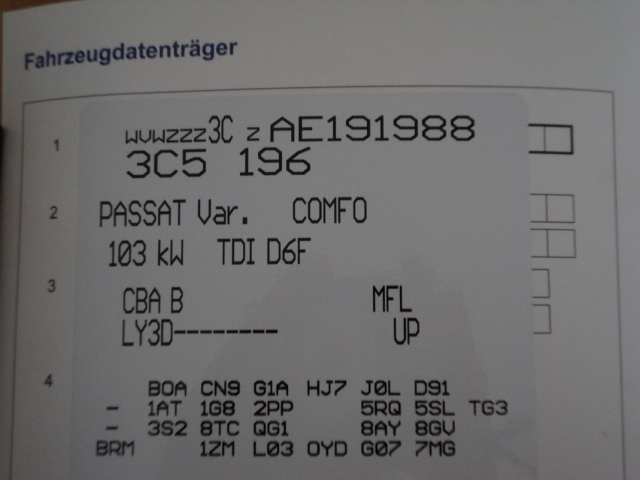 Fahrzeugdatenträger
1 WVWZZZ3C Z AE191988
3C5 196
2 PASSAT Var. COMFO
103 kW TDI D6F
3 CBA B MFL
LY3D--------- UP
4 B0A CN9 G1A HJ7 J0L D91
- 1AT 1G8 2PP 5RQ 5SL TG3
- 3S2 8TC QG1 8AY 8GV
BRM 1ZM L03 0YD G07 7MG